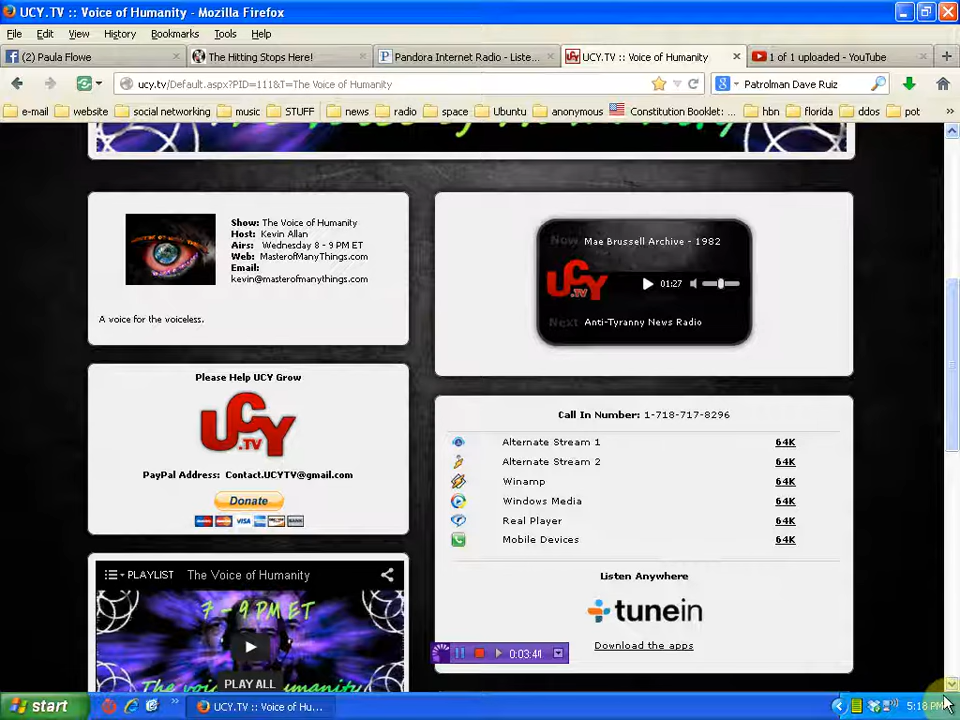 UCY.TV :: Voice of Humanity - Mozilla Firefox
File Edit View History Bookmarks Tools Help
(2) Paula Flowe
The Hitting Stops Here!
Pandora Internet Radio - Liste...
UCY.TV :: Voice of Humanity
1 of 1 uploaded - YouTube
ucy.tv/Default.aspx?PID=111&T=The Voice of Humanity
Patrolman Dave Ruiz
e-mail website social networking music STUFF news radio space Ubuntu anonymous Constitution Booklet: ... hbn florida ddos pot
Show: The Voice of Humanity
Host: Kevin Allan
Airs: Wednesday 8 - 9 PM ET
Web: MasterofManyThings.com
Email:
kevin@masterofmanythings.com
A voice for the voiceless.
Now Mae Brussell Archive - 1982
UCY.TV
01:27
Next Anti-Tyranny News Radio
Please Help UCY Grow
UCY.TV
PayPal Address: Contact.UCYTV@gmail.com
Donate
VISA
Call In Number: 1-718-717-8296
Alternate Stream 1 64K
Alternate Stream 2 64K
Winamp 64K
Windows Media 64K
Real Player 64K
Mobile Devices 64K
Listen Anywhere
tunein
Download the apps
PLAYLIST The Voice of Humanity
7 - 9 PM ET
PLAY ALL
0:03:4
start
UCY.TV :: Voice of Hu...
5:18 PM